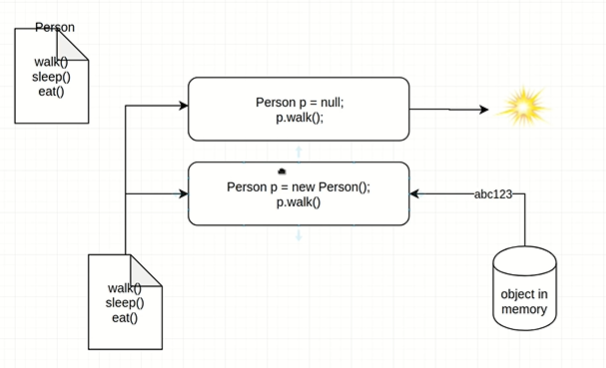 Person
walk()
sleep()
eat()
Person p = null;
p.walk();
Person p = new Person();
p.walk()
abc123
walk()
sleep()
eat()
object in
memory